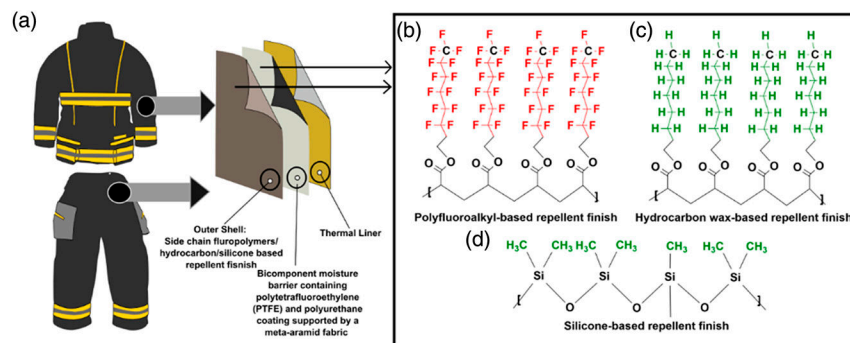 (a)
Outer Shell:
Side chain fluropolymers/
hydrocarbon/silicone based
repellent fisnish
Thermal Liner
Bicomponent moisture
barrier containing
polytetrafluoroethylene
(PTFE) and polyurethane
coating supported by a
meta-aramid fabric
(b)
F F F F
F C F F C F F C F F C F
F F F F F F F F
F F F F F F F F
F F F F F F F F
F F F F F F F F
F F F F F F F F
O O O O O O O O
[ ]
Polyfluoroalkyl-based repellent finish
(c)
H H H H
H C H H C H H C H H C H
H H H H H H H H
H H H H H H H H
H H H H H H H H
H H H H H H H H
H H H H H H H H
O O O O O O O O
[ ]
Hydrocarbon wax-based repellent finish
(d)
H₃C CH₃ H₃C CH₃ CH₃ H₃C CH₃
Si Si Si Si
[ O O O ]
Silicone-based repellent finish